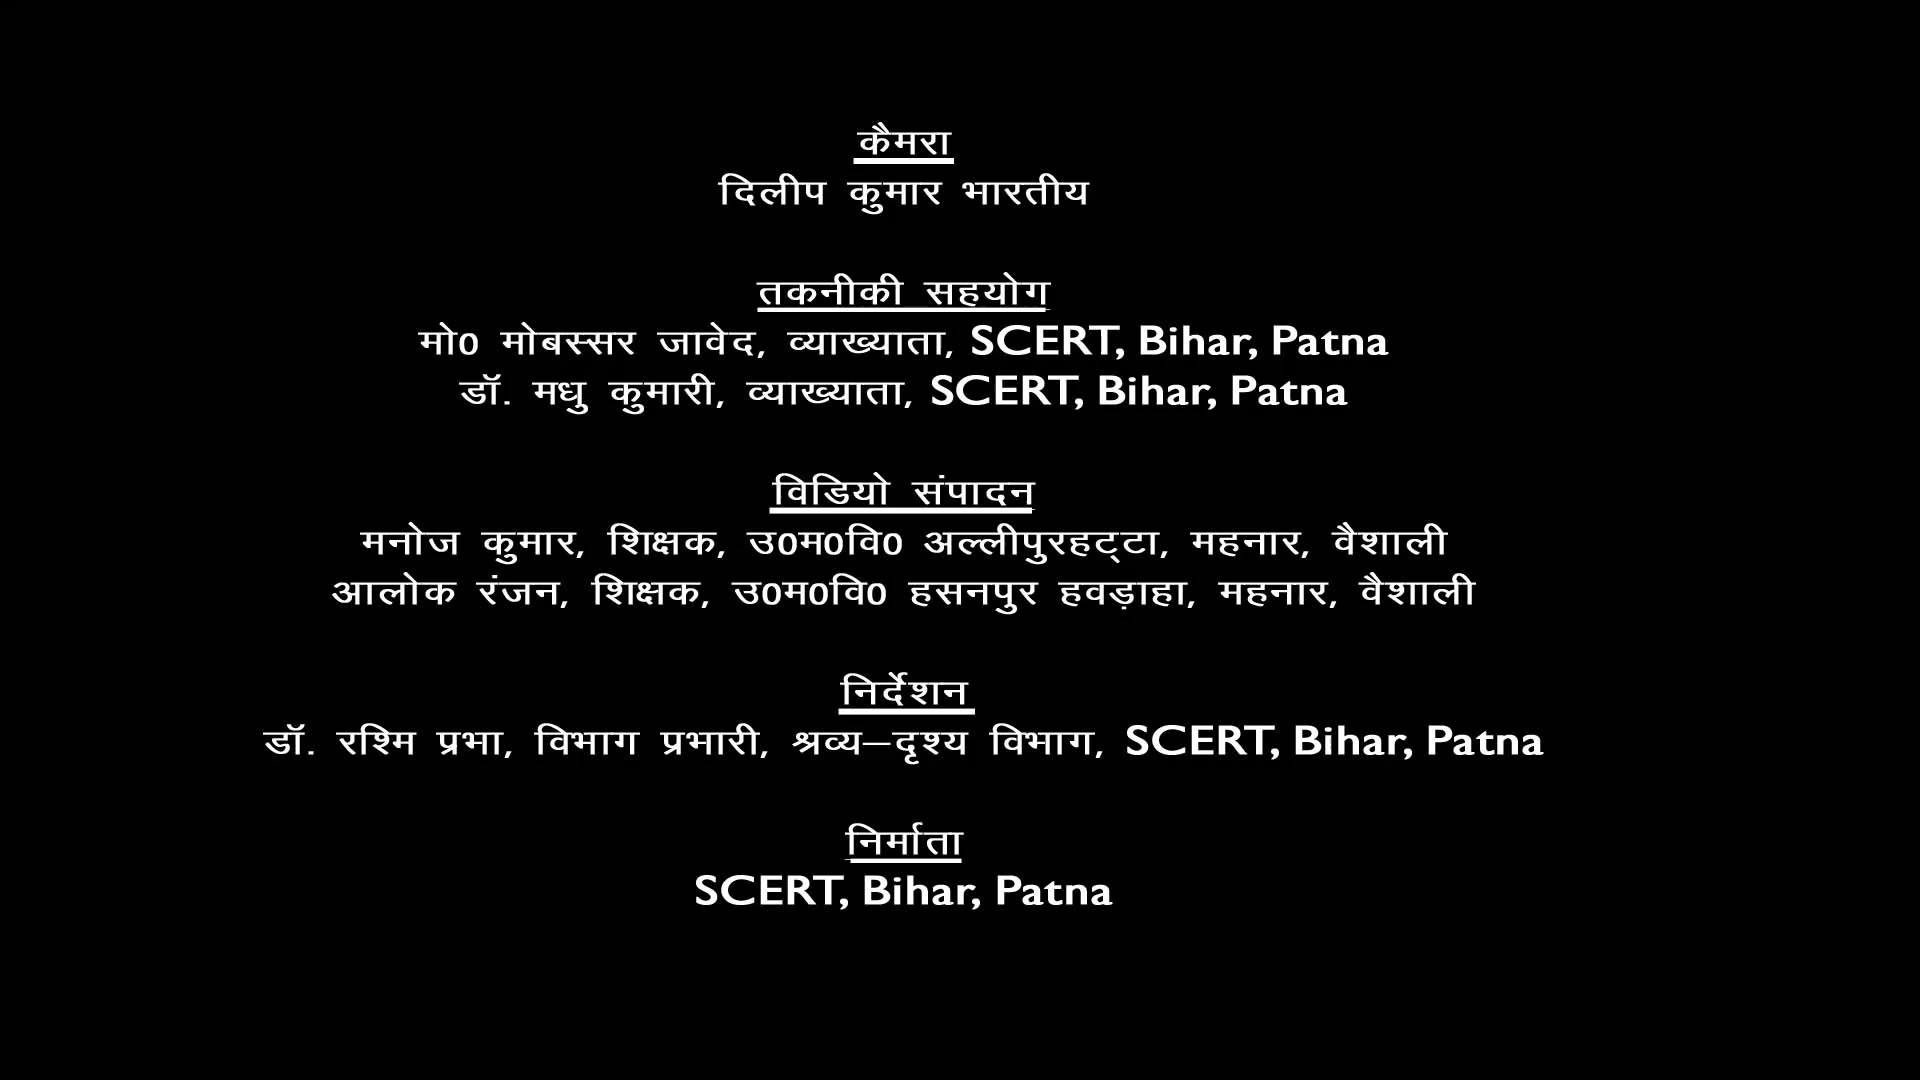 कैमरा
दिलीप कुमार भारतीय
तकनीकी सहयोग
मो0 मोबस्सर जावेद, व्याख्याता, SCERT, Bihar, Patna
डॉ. मधु कुमारी, व्याख्याता, SCERT, Bihar, Patna
विडियो संपादन
मनोज कुमार, शिक्षक, उ0म0वि0 अल्लीपुरहट्टा, महनार, वैशाली
आलोक रंजन, शिक्षक, उ0म0वि0 हसनपुर हवड़ाहा, महनार, वैशाली
निर्देशन
डॉ. रश्मि प्रभा, विभाग प्रभारी, श्रव्य–दृश्य विभाग, SCERT, Bihar, Patna
निर्माता
SCERT, Bihar, Patna